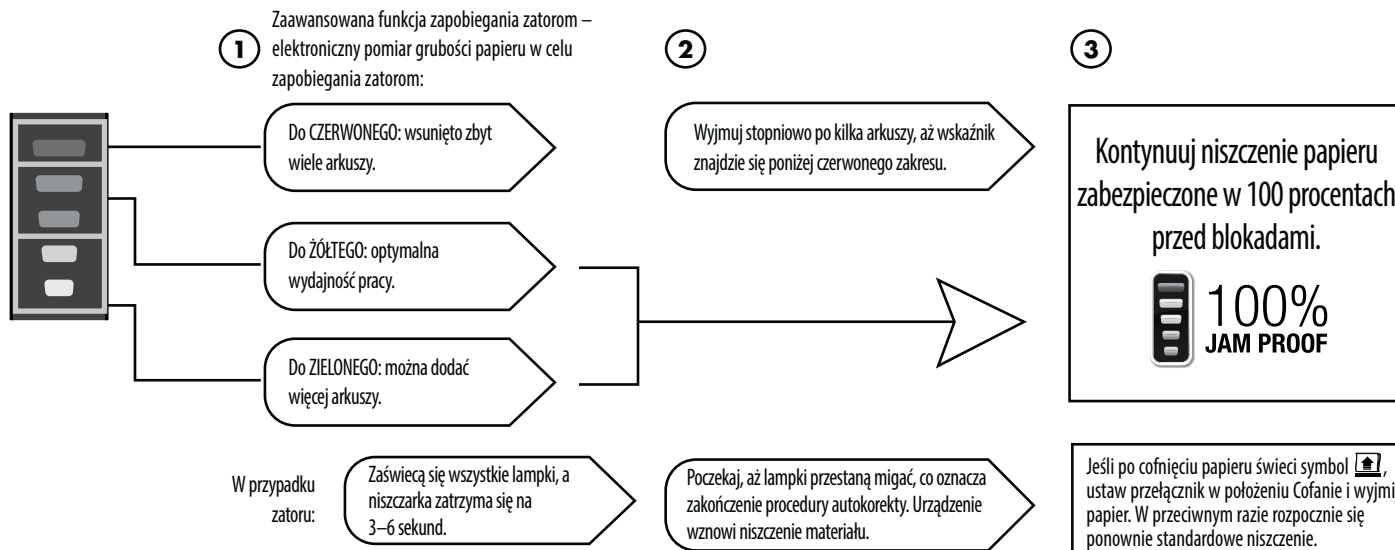 1
Zaawansowana funkcja zapobiegania zatorom –
elektroniczny pomiar grubości papieru w celu
zapobiegania zatorom:
2
3
Do CZERWONEGO: wsunięto zbyt
wiele arkuszy.
Wyjmuj stopniowo po kilka arkuszy, aż wskaźnik
znajdzie się poniżej czerwonego zakresu.
Kontynuuj niszczenie papieru
zabezpieczone w 100 procentach
przed blokadami.
100%
JAM PROOF
Do ŻÓŁTEGO: optymalna
wydajność pracy.
Do ZIELONEGO: można dodać
więcej arkuszy.
W przypadku
zatoru:
Zaświecą się wszystkie lampki, a
niszczarka zatrzyma się na
3–6 sekund.
Poczekaj, aż lampki przestaną migać, co oznacza
zakończenie procedury autokorekty. Urządzenie
wznowi niszczenie materiału.
Jeśli po cofnięciu papieru świeci symbol ,
ustaw przełącznik w położeniu Cofanie i wyjmij
papier. W przeciwnym razie rozpocznie się
ponownie standardowe niszczenie.